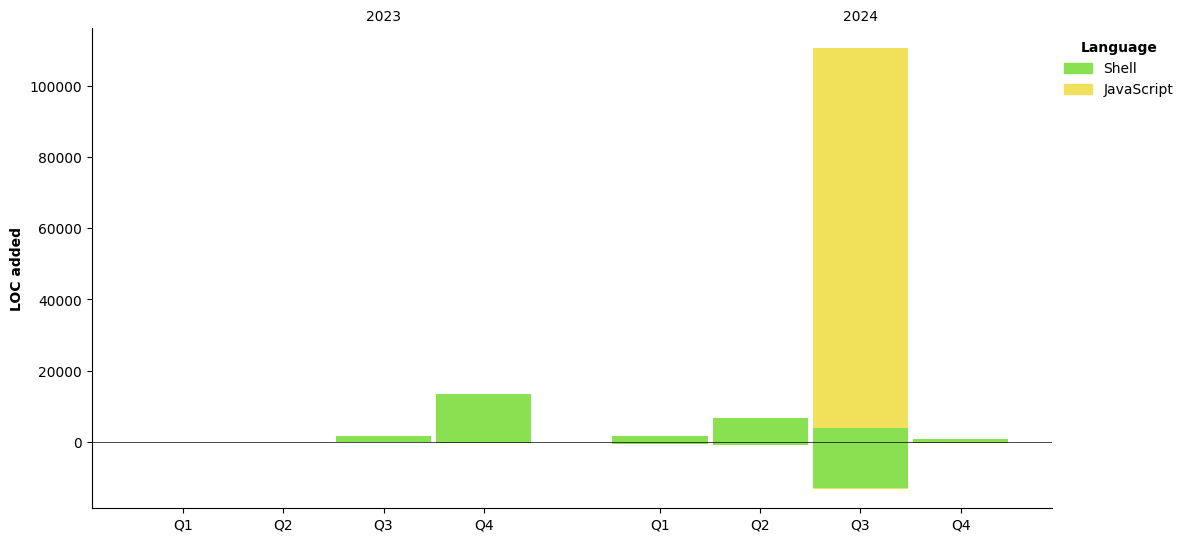 2023
2024
Language
Shell
JavaScript
LOC added
100000
80000
60000
40000
20000
0
Q1
Q2
Q3
Q4
Q1
Q2
Q3
Q4